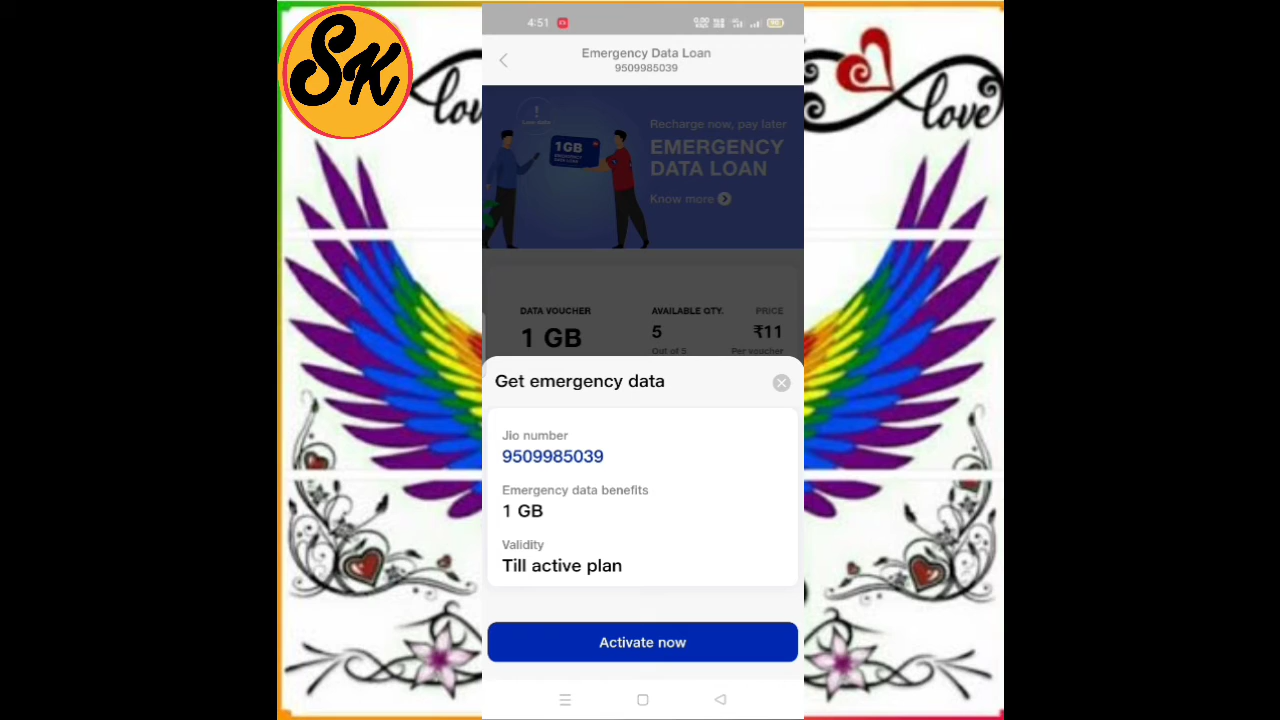 SK
love
4:51
Emergency Data Loan
9509985039
Recharge now, pay later
EMERGENCY
DATA LOAN
Know more
1GB
DATA VOUCHER
AVAILABLE QTY.
PRICE
1 GB
5
₹11
Out of 5
Per voucher
Get emergency data
Jio number
9509985039
Emergency data benefits
1 GB
Validity
Till active plan
Activate now
lov